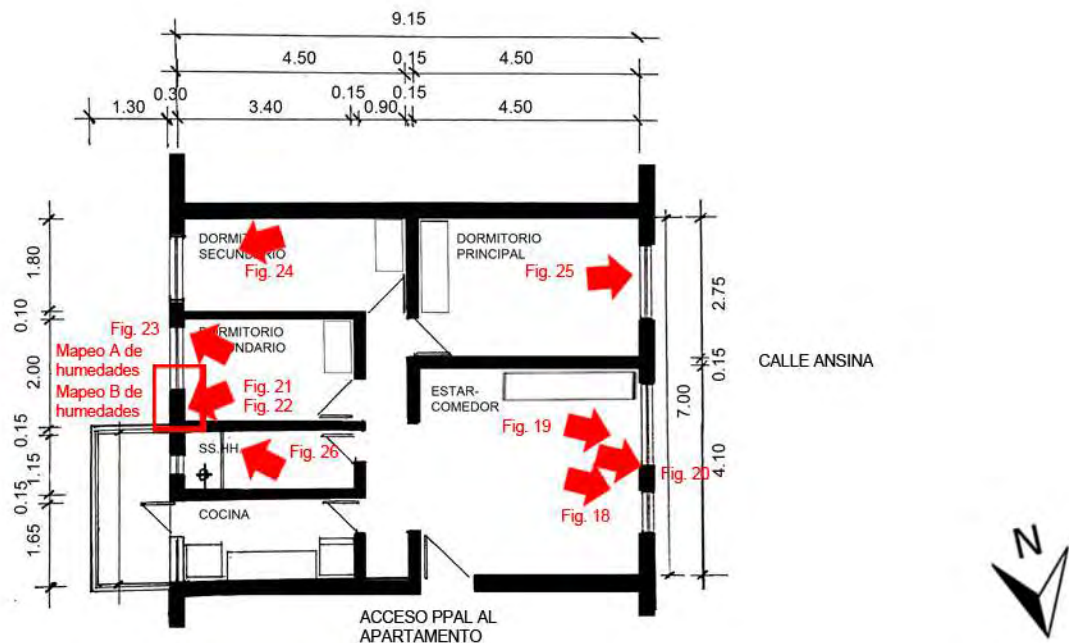 9.15
4.50 0.15 4.50
0.30 0.15 0.15
1.30 3.40 0.90 4.50
1.80
0.10
2.00
0.15
1.15
0.15
1.65
DORMITORIO
PRINCIPAL
SECUNDARIO
Fig. 24
Fig. 25
2.75
0.15
7.00
4.10
Fig. 23
Mapeo A de
humedades
Mapeo B de
humedades
Fig. 21
Fig. 22
CALLE ANSINA
ESTAR-
COMEDOR
Fig. 19
Fig. 20
Fig. 18
SS.HH.
Fig. 26
COCINA
ACCESO PPAL AL
APARTAMENTO
N